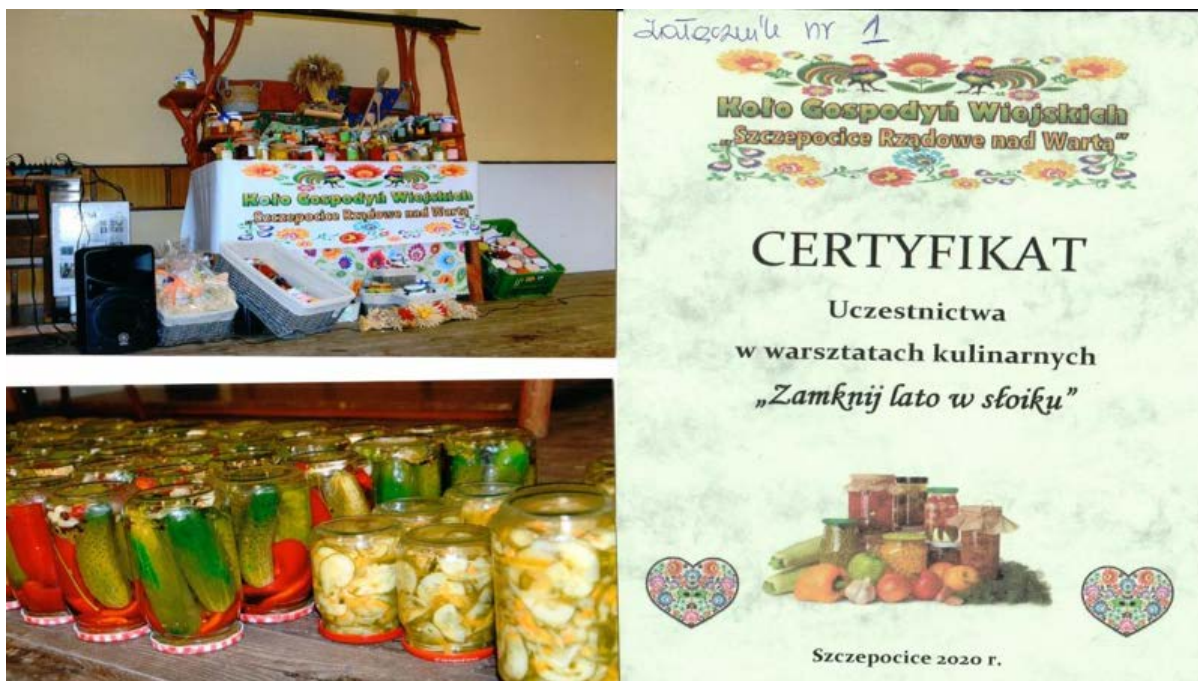 Koło Gospodyń Wiejskich
„Szczepocice Rządowe nad Wartą”
Załącznik nr 1
Koło Gospodyń Wiejskich
„Szczepocice Rządowe nad Wartą”
CERTYFIKAT
Uczestnictwa
w warsztatach kulinarnych
„Zamknij lato w słoiku”
Szczepocice 2020 r.